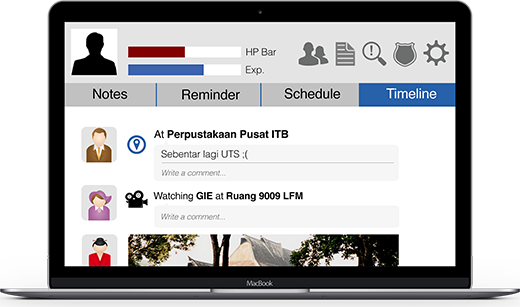 HP Bar
Exp.
Notes
Reminder
Schedule
Timeline
At Perpustakaan Pusat ITB
Sebentar lagi UTS ;(
Write a comment...
Watching GIE at Ruang 9009 LFM
Write a comment...
MacBook